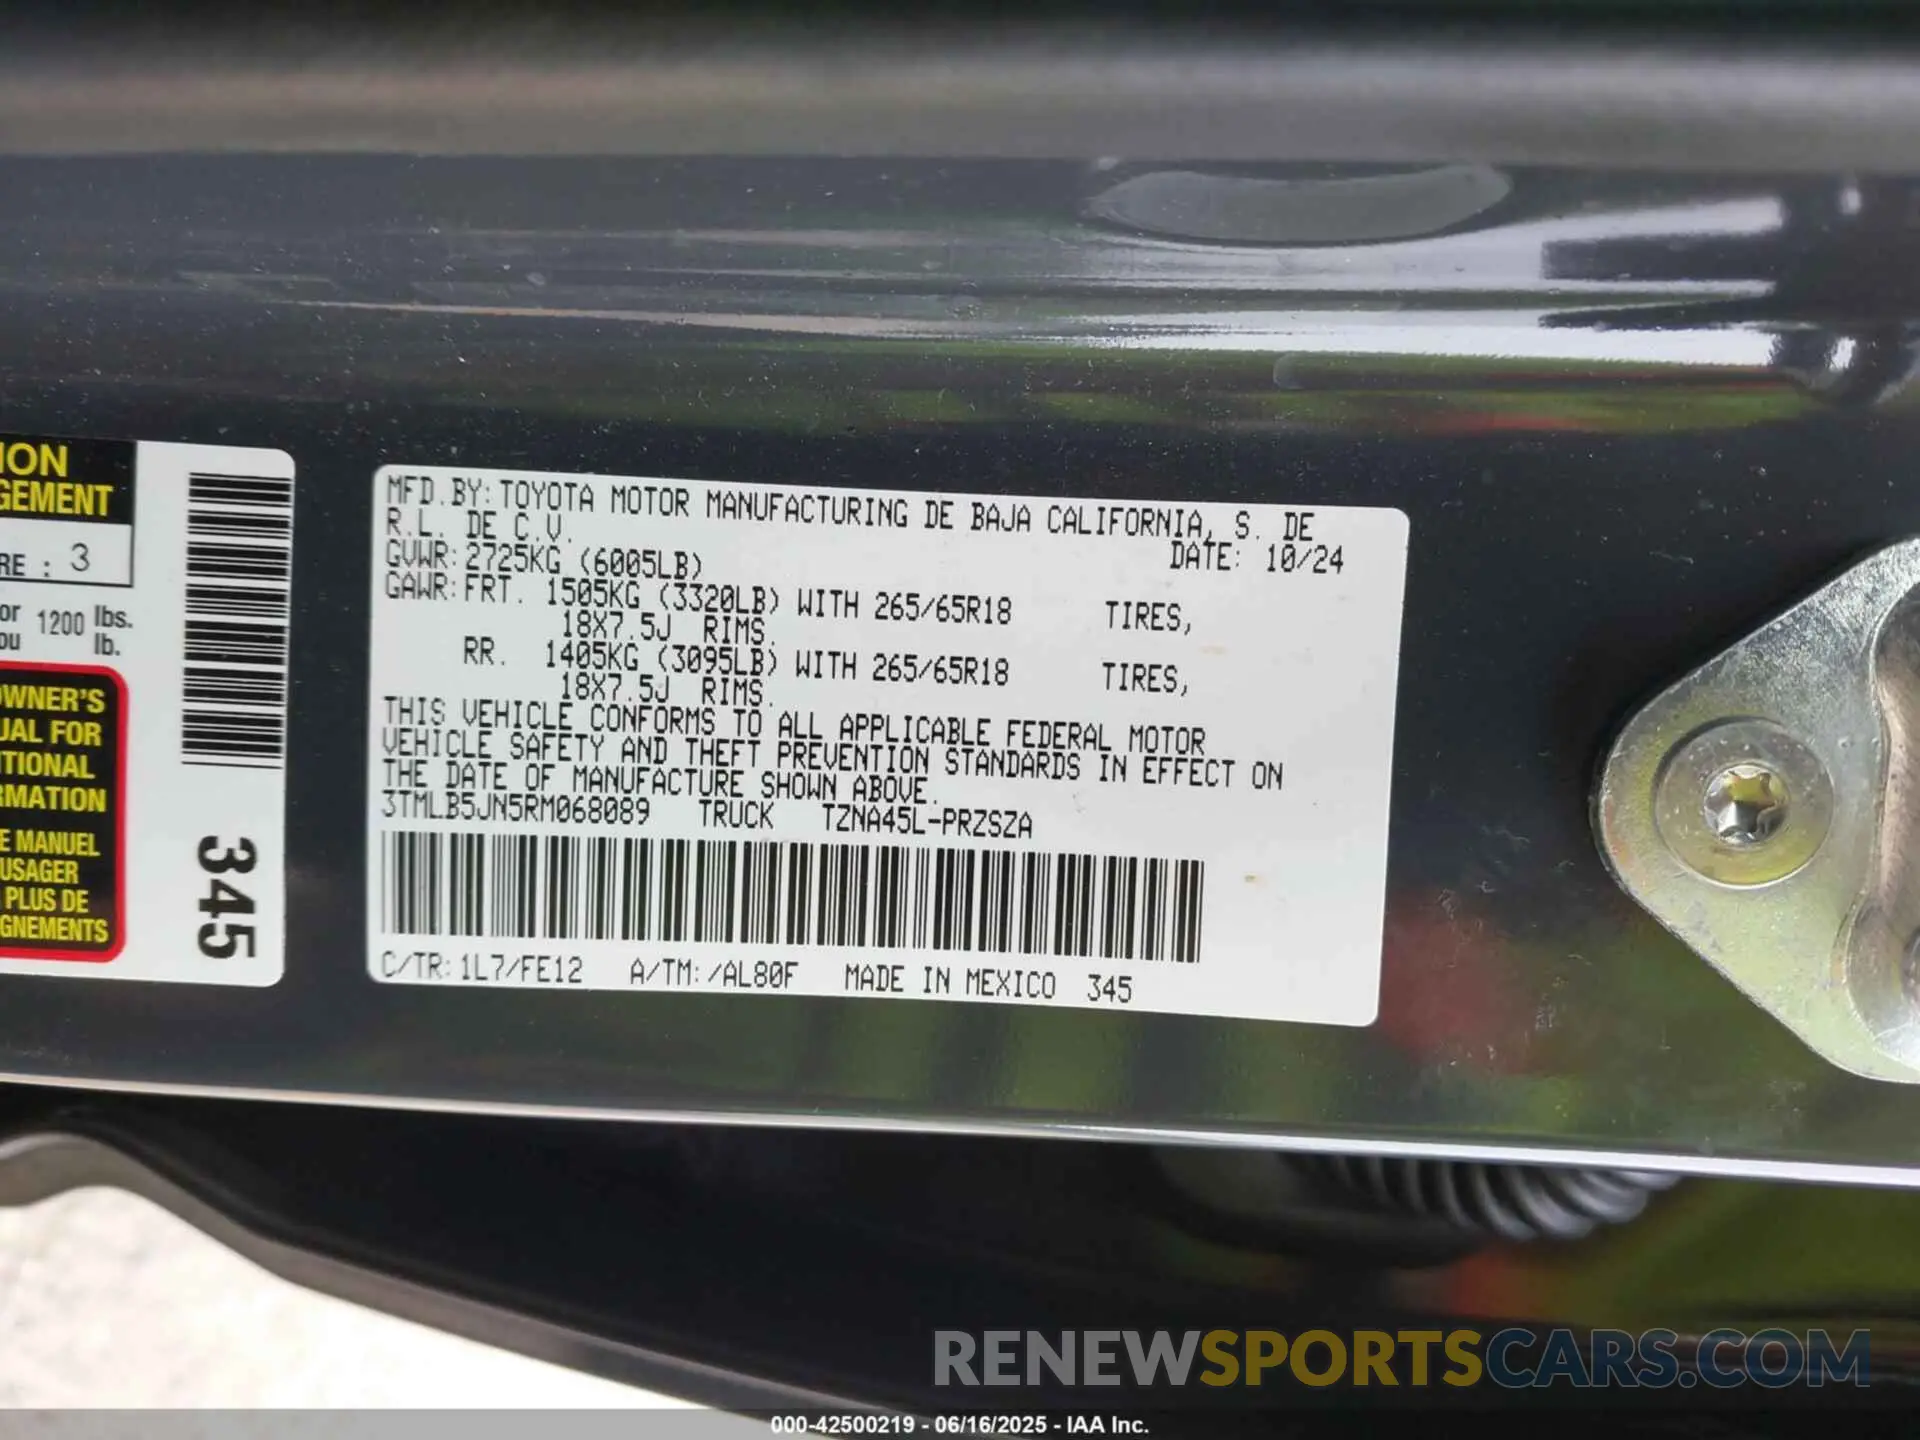 ION
GEMENT
RE : 3
or 1200 lbs.
ou lb.
OWNER'S
UAL FOR
ITIONAL
RMATION
E MANUEL
USAGER
PLUS DE
GNEMENTS
345
MFD.BY:TOYOTA MOTOR MANUFACTURING DE BAJA CALIFORNIA, S. DE
R.L. DE C.V.
DATE: 10/24
GVWR:2725KG (6005LB)
GAWR:FRT. 1505KG (3320LB) WITH 265/65R18 TIRES,
18X7.5J RIMS.
RR. 1405KG (3095LB) WITH 265/65R18 TIRES,
18X7.5J RIMS.
THIS VEHICLE CONFORMS TO ALL APPLICABLE FEDERAL MOTOR
VEHICLE SAFETY AND THEFT PREVENTION STANDARDS IN EFFECT ON
THE DATE OF MANUFACTURE SHOWN ABOVE.
3TMLB5JN5RM068089 TRUCK TZNA45L-PRZSZA
C/TR:1L7/FE12 A/TM:/AL80F MADE IN MEXICO 345
RENEWSPORTSCARS.COM
000-42500219 - 06/16/2025 - IAA Inc.